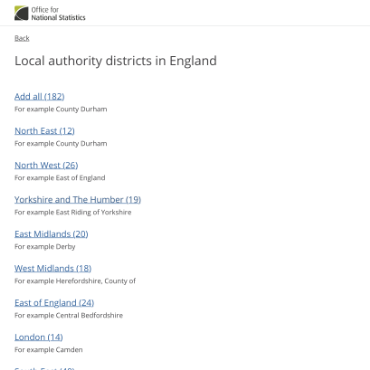 Office for
National Statistics
Back
Local authority districts in England
Add all (182)
For example County Durham
North East (12)
For example County Durham
North West (26)
For example East of England
Yorkshire and The Humber (19)
For example East Riding of Yorkshire
East Midlands (20)
For example Derby
West Midlands (18)
For example Herefordshire, County of
East of England (24)
For example Central Bedfordshire
London (14)
For example Camden